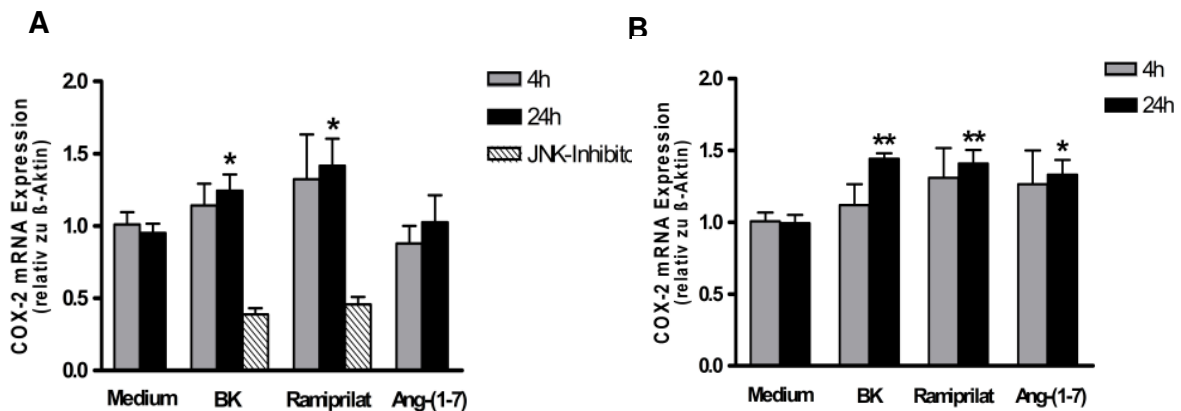 A
COX-2 mRNA Expression
(relativ zu ß-Aktin)
2.0
1.5
1.0
0.5
0.0
*
*
Medium BK Ramiprilat Ang-(1-7)
4h
24h
JNK-Inhibito
B
COX-2 mRNA Expression
(relativ zu ß-Aktin)
2.0
1.5
1.0
0.5
0.0
**
**
*
Medium BK Ramiprilat Ang-(1-7)
4h
24h